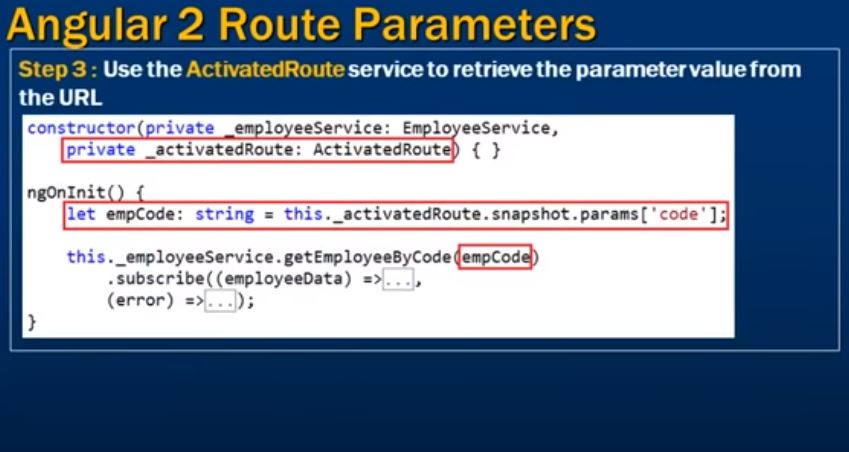 Angular 2 Route Parameters
Step 3 : Use the ActivatedRoute service to retrieve the parameter value from
the URL
constructor(private _employeeService: EmployeeService,
private _activatedRoute: ActivatedRoute) { }
ngOnInit() {
let empCode: string = this._activatedRoute.snapshot.params['code'];
this._employeeService.getEmployeeByCode(empCode)
.subscribe((employeeData) =>...,
(error) =>...);
}